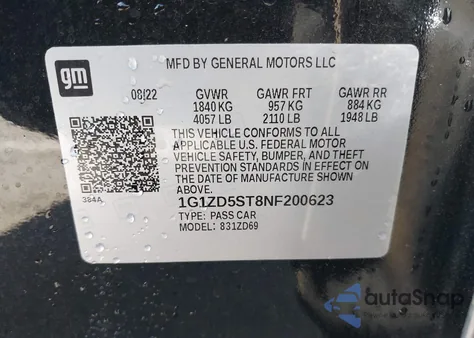 gm
MFD BY GENERAL MOTORS LLC
08/22 GVWR GAWR FRT GAWR RR
1840 KG 957 KG 884 KG
4057 LB 2110 LB 1948 LB
THIS VEHICLE CONFORMS TO ALL
APPLICABLE U.S. FEDERAL MOTOR
VEHICLE SAFETY, BUMPER, AND THEFT
PREVENTION STANDARDS IN EFFECT ON
THE DATE OF MANUFACTURE SHOWN ABOVE.
384A
1G1ZD5ST8NF200623
TYPE: PASS CAR
MODEL: 831ZD69
autoSnap